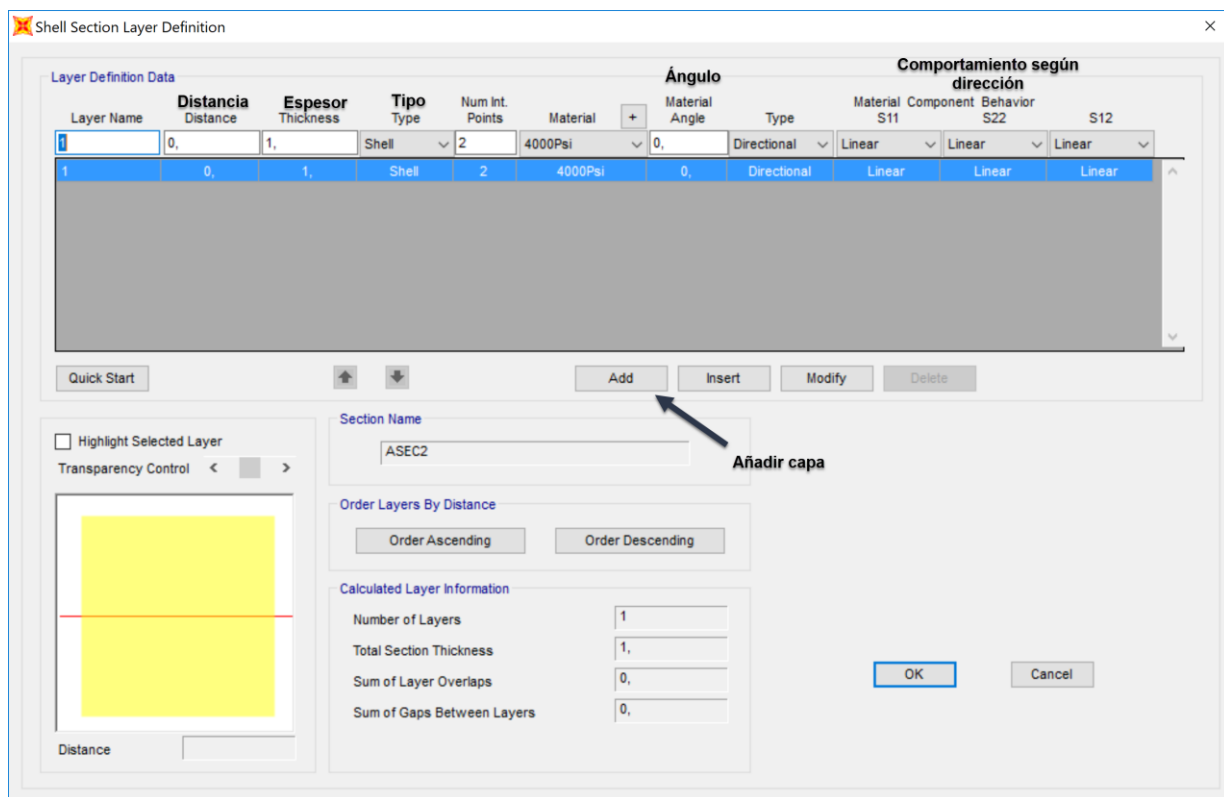 Shell Section Layer Definition
Layer Definition Data
Ángulo
Comportamiento según
dirección
Distancia Espesor Tipo Num Int. Material Material Component Behavior
Layer Name Distance Thickness Type Points Material + Angle Type S11 S22 S12
1 0, 1, Shell 2 4000Psi 0, Directional Linear Linear Linear
1 0, 1, Shell 2 4000Psi 0, Directional Linear Linear Linear
Quick Start Add Insert Modify Delete
Añadir capa
Highlight Selected Layer
Transparency Control < >
Distance
Section Name
ASEC2
Order Layers By Distance
Order Ascending Order Descending
Calculated Layer Information
Number of Layers 1
Total Section Thickness 1,
Sum of Layer Overlaps 0,
Sum of Gaps Between Layers 0,
OK Cancel